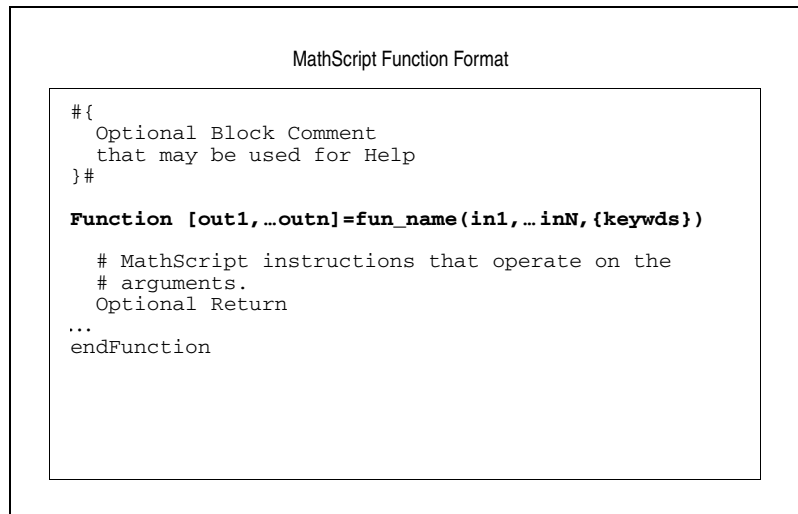 MathScript Function Format
#{
Optional Block Comment
that may be used for Help
}#
Function [out1,…outn]=fun_name(in1,…inN,{keywds})
# MathScript instructions that operate on the
# arguments.
Optional Return
...
endFunction